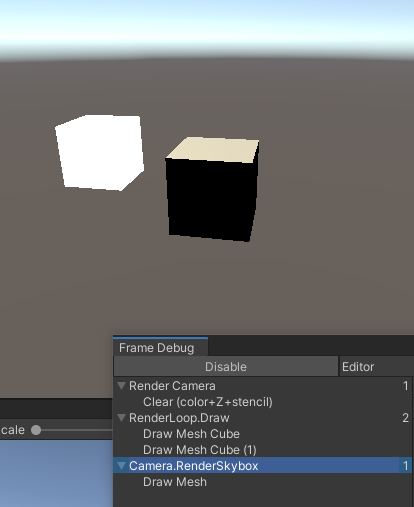 Frame Debug
Disable Editor
Render Camera 1
Clear (color+Z+stencil)
RenderLoop.Draw 2
cale
Draw Mesh Cube
Draw Mesh Cube (1)
Camera.RenderSkybox 1
Draw Mesh